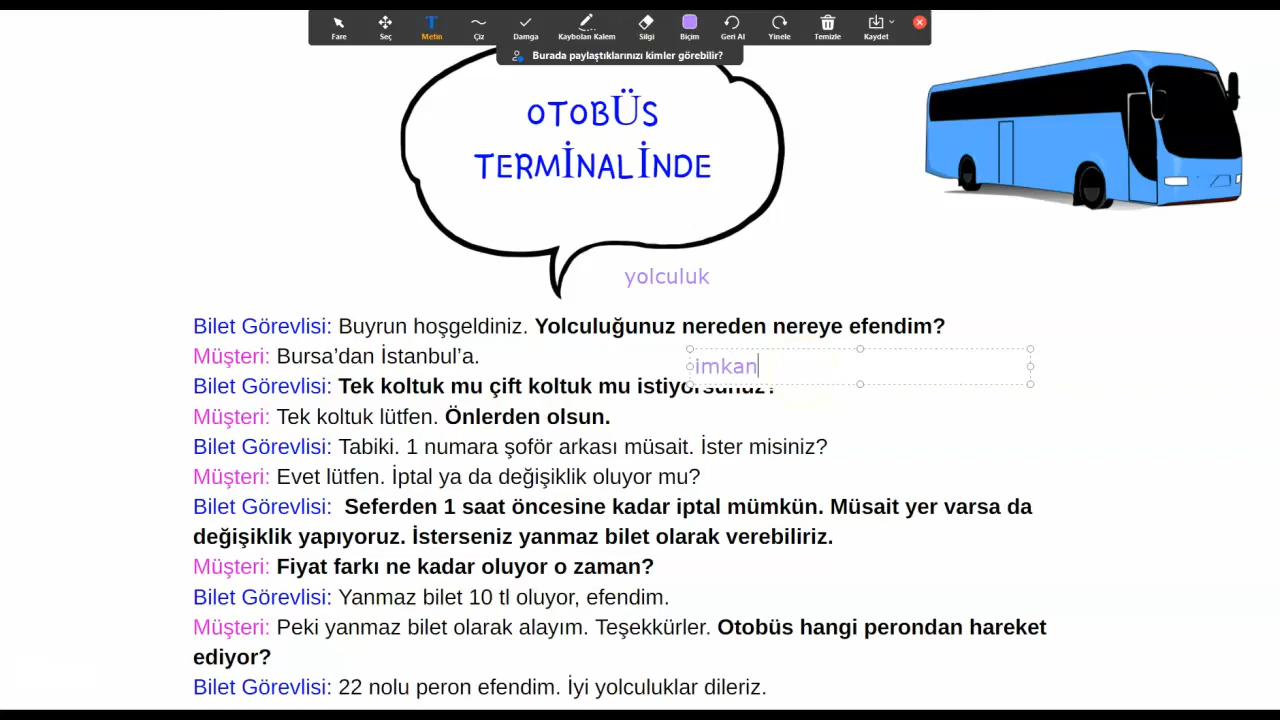 Fare Seç Metin Çiz Damga Kaybolan Kalem Silgi Biçim Geri Al Yinele Temizle Kaydet
Burada paylaştıklarınızı kimler görebilir?
OTOBÜS
TERMİNALİNDE
yolculuk
Bilet Görevlisi: Buyrun hoşgeldiniz. Yolculuğunuz nereden nereye efendim?
Müşteri: Bursa’dan İstanbul’a.
imkan
Bilet Görevlisi: Tek koltuk mu çift koltuk mu istiyorsunuz?
Müşteri: Tek koltuk lütfen. Önlerden olsun.
Bilet Görevlisi: Tabiki. 1 numara şoför arkası müsait. İster misiniz?
Müşteri: Evet lütfen. İptal ya da değişiklik oluyor mu?
Bilet Görevlisi: Seferden 1 saat öncesine kadar iptal mümkün. Müsait yer varsa da
değişiklik yapıyoruz. İsterseniz yanmaz bilet olarak verebiliriz.
Müşteri: Fiyat farkı ne kadar oluyor o zaman?
Bilet Görevlisi: Yanmaz bilet 10 tl oluyor, efendim.
Müşteri: Peki yanmaz bilet olarak alayım. Teşekkürler. Otobüs hangi perondan hareket
ediyor?
Bilet Görevlisi: 22 nolu peron efendim. İyi yolculuklar dileriz.